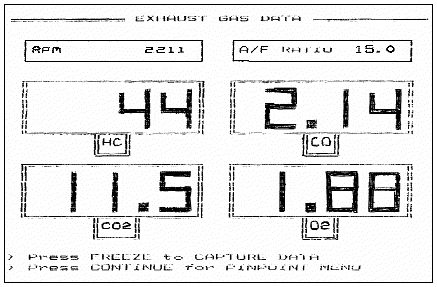 EXHAUST GAS DATA
RPM 2211 A/F RATIO 15.0
44 2.14
HC CO
11.5 1.88
CO2 O2
> Press FREEZE to CAPTURE DATA
> Press CONTINUE for PINPOINT MENU